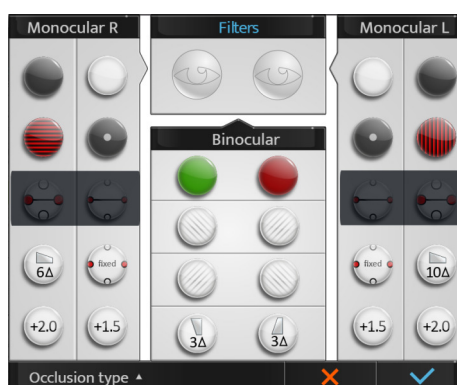 Monocular R
Filters
Monocular L
Binocular
6Δ
fixed
fixed
10Δ
+2.0
+1.5
3Δ
3Δ
+1.5
+2.0
Occlusion type